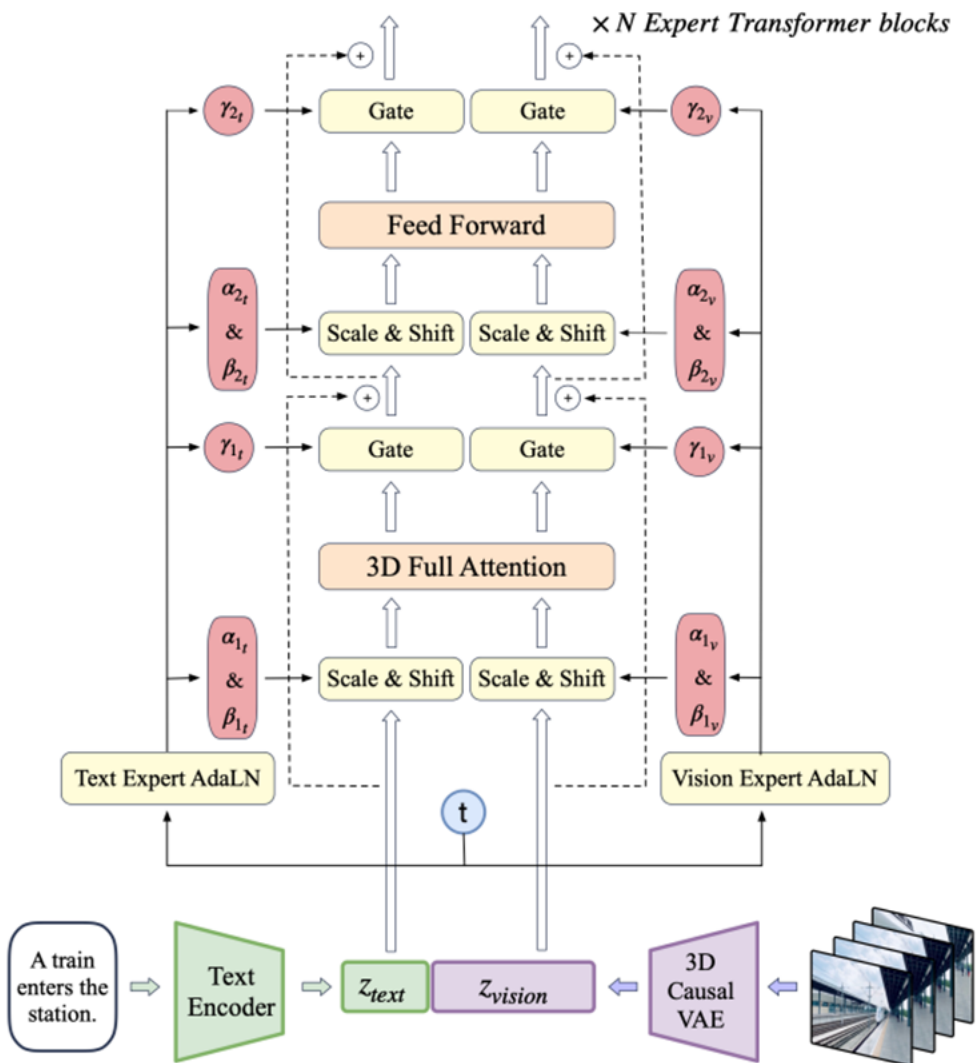 × N Expert Transformer blocks
+ +
γ2t Gate Gate γ2v
Feed Forward
α2t
&
β2t
Scale & Shift Scale & Shift
α2v
&
β2v
+ +
γ1t Gate Gate γ1v
3D Full Attention
α1t
&
β1t
Scale & Shift Scale & Shift
α1v
&
β1v
Text Expert AdaLN
Vision Expert AdaLN
t
A train
enters the
station.
Text
Encoder
ztext
zvision
3D
Causal
VAE